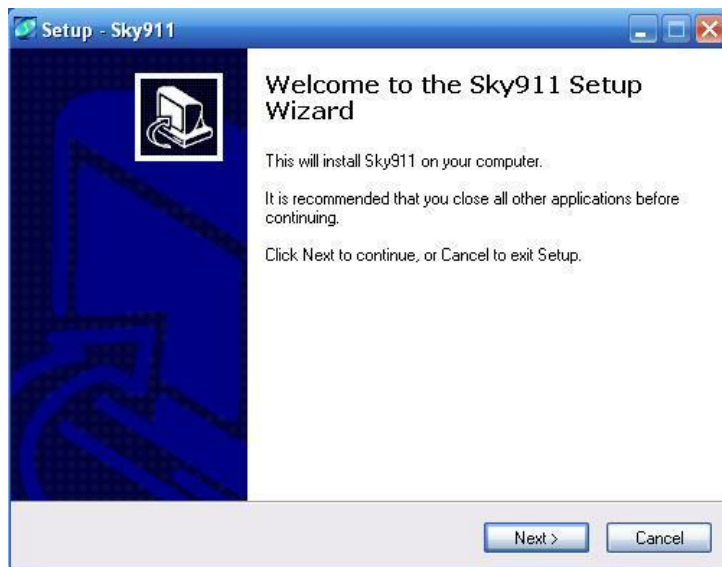 Setup - Sky911
Welcome to the Sky911 Setup
Wizard
This will install Sky911 on your computer.
It is recommended that you close all other applications before
continuing.
Click Next to continue, or Cancel to exit Setup.
Next >
Cancel